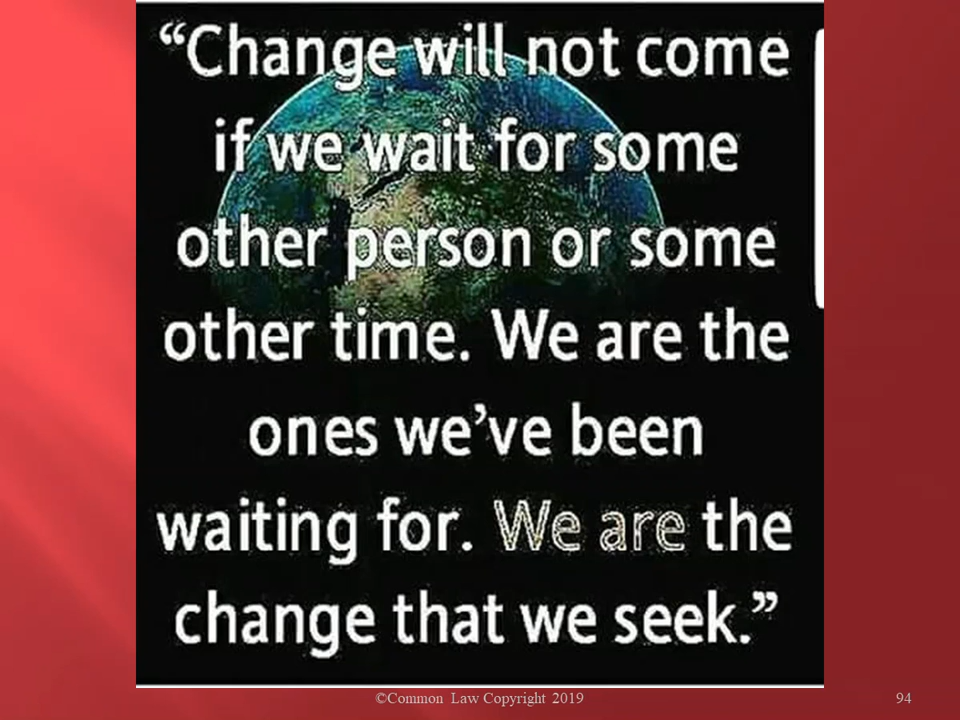 “Change will not come
if we wait for some
other person or some
other time. We are the
ones we’ve been
waiting for. We are the
change that we seek.”
©Common Law Copyright 2019
94